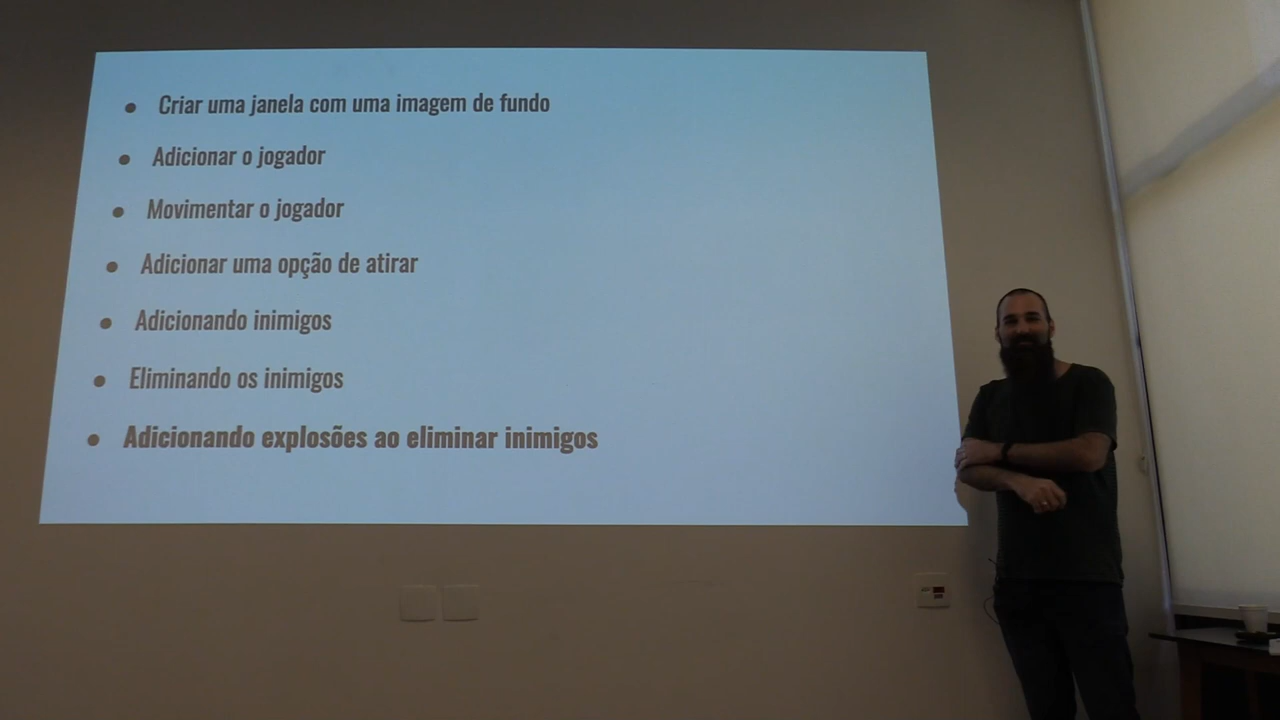 ● Criar uma janela com uma imagem de fundo
● Adicionar o jogador
● Movimentar o jogador
● Adicionar uma opção de atirar
● Adicionando inimigos
● Eliminando os inimigos
● Adicionando explosões ao eliminar inimigos